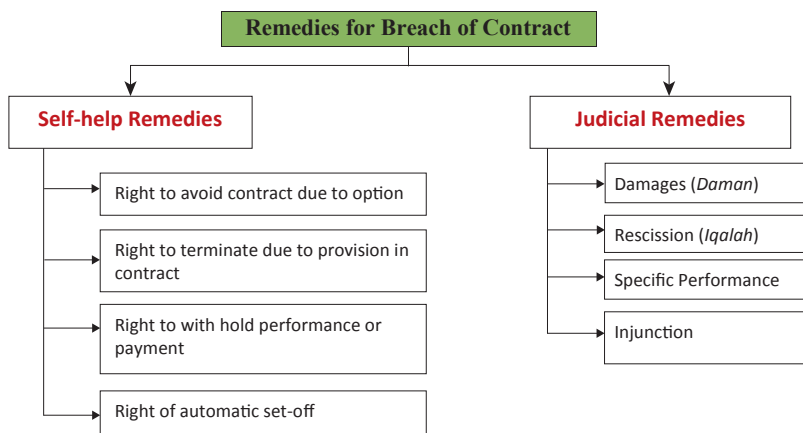 Remedies for Breach of Contract
Self-help Remedies
Right to avoid contract due to option
Right to terminate due to provision in
contract
Right to with hold performance or
payment
Right of automatic set-off
Judicial Remedies
Damages (Daman)
Rescission (Iqalah)
Specific Performance
Injunction